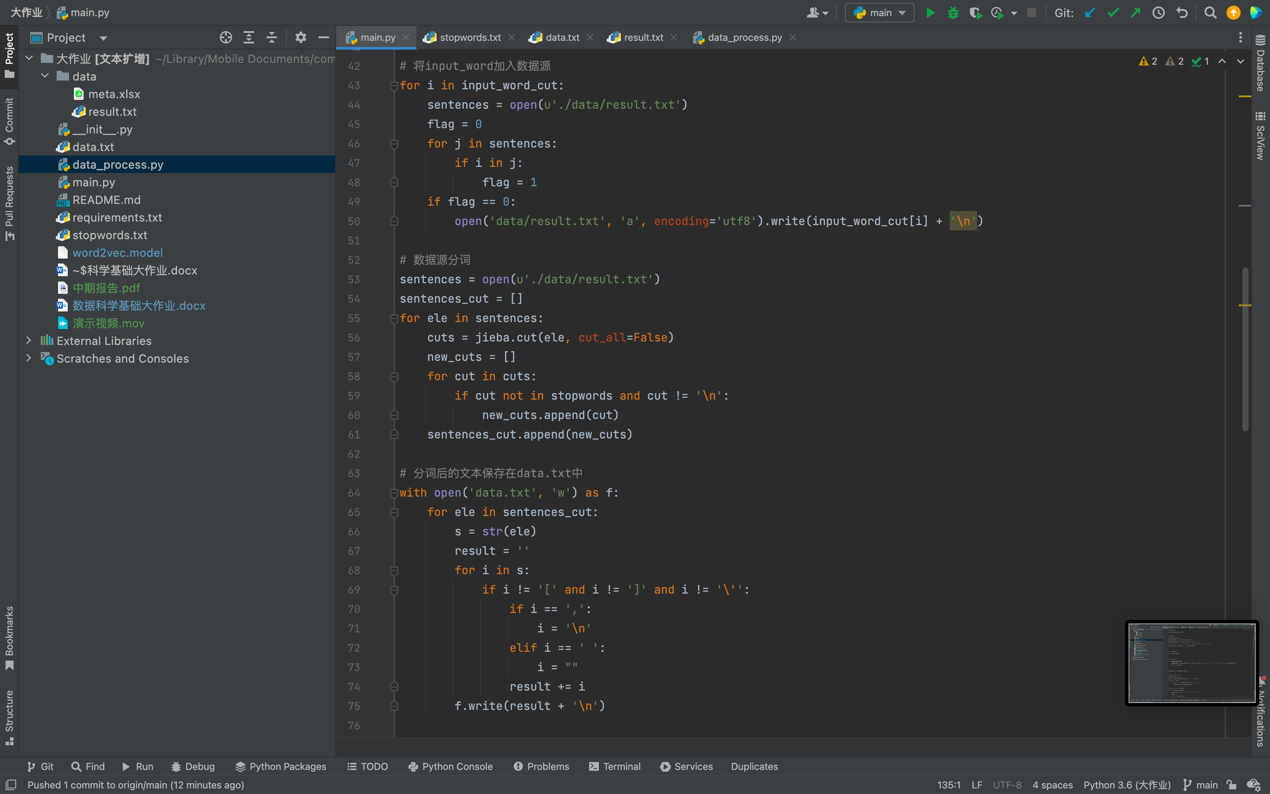 大作业
main.py
main
Git:
Project
main.py
stopwords.txt
data.txt
result.txt
data_process.py
大作业 [文本扩增] ~/Library/Mobile Documents/com
data
meta.xlsx
result.txt
__init__.py
data.txt
data_process.py
main.py
README.md
requirements.txt
stopwords.txt
word2vec.model
~$科学基础大作业.docx
中期报告.pdf
数据科学基础大作业.docx
演示视频.mov
External Libraries
Scratches and Consoles
Project
Commit
Pull Requests
Bookmarks
Structure
2 2 1
42 # 将input_word加入数据源
43 for i in input_word_cut:
44 sentences = open(u'./data/result.txt')
45 flag = 0
46 for j in sentences:
47 if i in j:
48 flag = 1
49 if flag == 0:
50 open('data/result.txt', 'a', encoding='utf8').write(input_word_cut[i] + '\n')
51
52 # 数据源分词
53 sentences = open(u'./data/result.txt')
54 sentences_cut = []
55 for ele in sentences:
56 cuts = jieba.cut(ele, cut_all=False)
57 new_cuts = []
58 for cut in cuts:
59 if cut not in stopwords and cut != '\n':
60 new_cuts.append(cut)
61 sentences_cut.append(new_cuts)
62
63 # 分词后的文本保存在data.txt中
64 with open('data.txt', 'w') as f:
65 for ele in sentences_cut:
66 s = str(ele)
67 result = ''
68 for i in s:
69 if i != '[' and i != ']' and i != '\'':
70 if i == ',':
71 i = '\n'
72 elif i == ' ':
73 i = ""
74 result += i
75 f.write(result + '\n')
76
Database
SciView
Notifications
Git
Find
Run
Debug
Python Packages
TODO
Python Console
Problems
Terminal
Services
Duplicates
Pushed 1 commit to origin/main (12 minutes ago)
135:1 LF UTF-8 4 spaces Python 3.6 (大作业) main